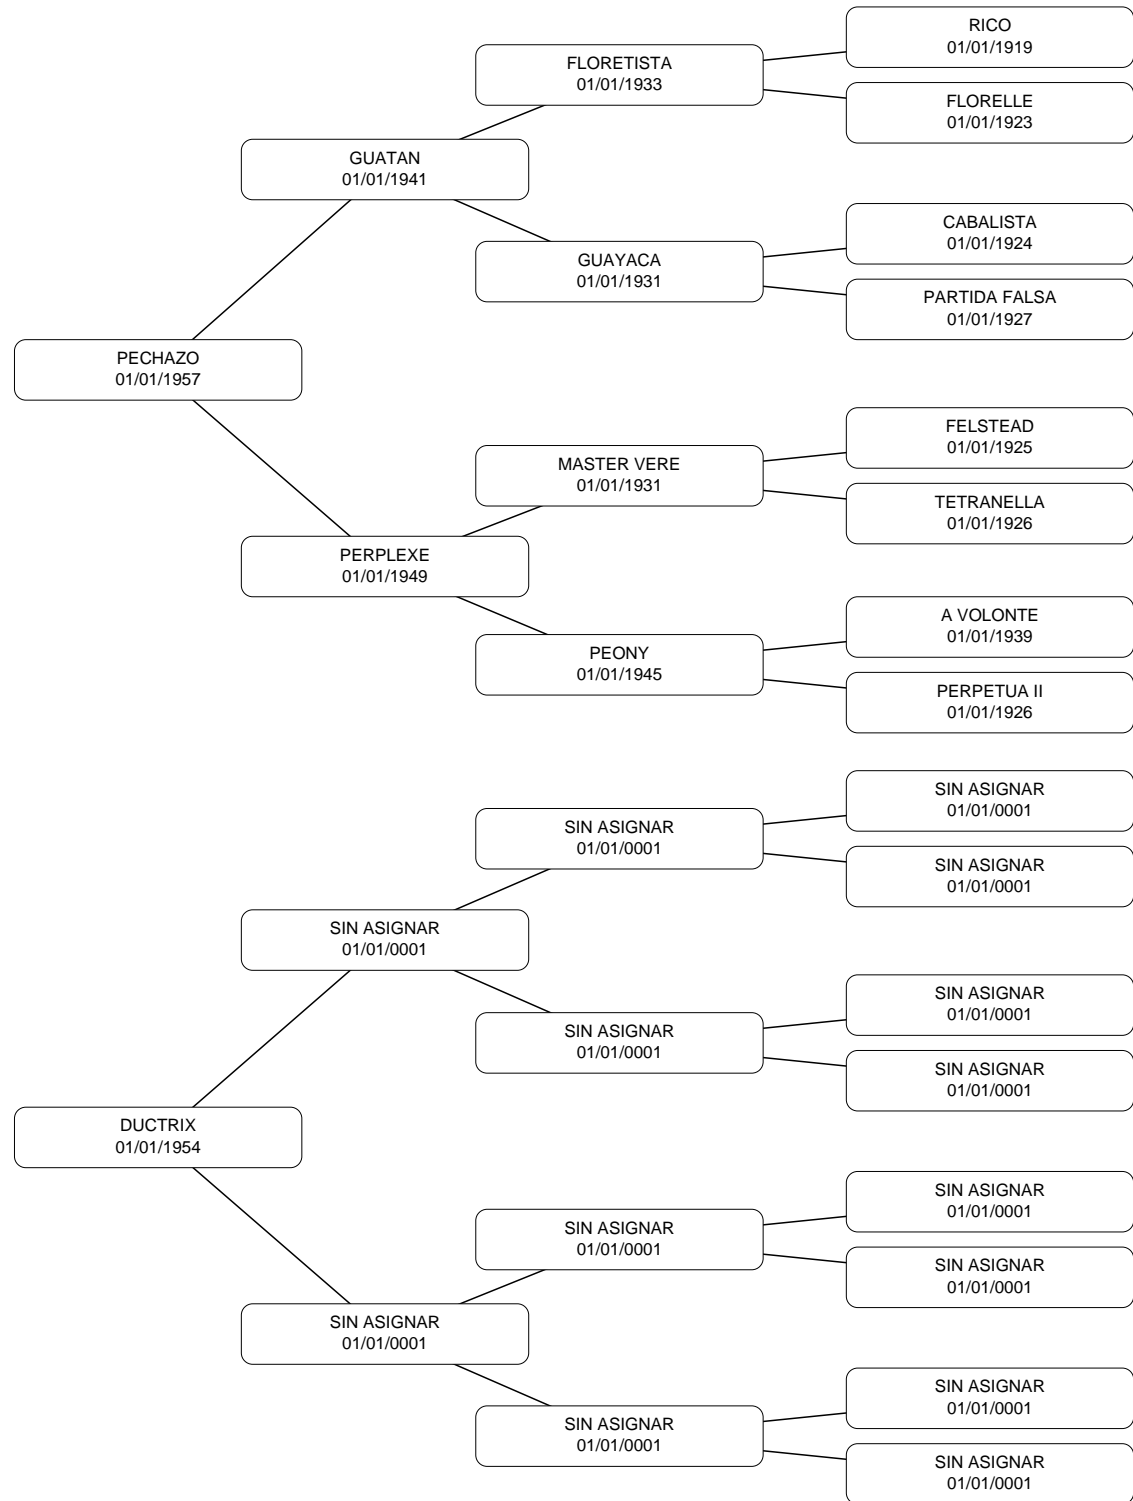 RICO
01/01/1919
FLORETISTA
01/01/1933
FLORELLE
01/01/1923
GUATAN
01/01/1941
CABALISTA
01/01/1924
GUAYACA
01/01/1931
PARTIDA FALSA
01/01/1927
PECHAZO
01/01/1957
FELSTEAD
01/01/1925
MASTER VERE
01/01/1931
TETRANELLA
01/01/1926
PERPLEXE
01/01/1949
A VOLONTE
01/01/1939
PEONY
01/01/1945
PERPETUA II
01/01/1926
SIN ASIGNAR
01/01/0001
SIN ASIGNAR
01/01/0001
SIN ASIGNAR
01/01/0001
SIN ASIGNAR
01/01/0001
SIN ASIGNAR
01/01/0001
SIN ASIGNAR
01/01/0001
SIN ASIGNAR
01/01/0001
DUCTRIX
01/01/1954
SIN ASIGNAR
01/01/0001
SIN ASIGNAR
01/01/0001
SIN ASIGNAR
01/01/0001
SIN ASIGNAR
01/01/0001
SIN ASIGNAR
01/01/0001
SIN ASIGNAR
01/01/0001
SIN ASIGNAR
01/01/0001